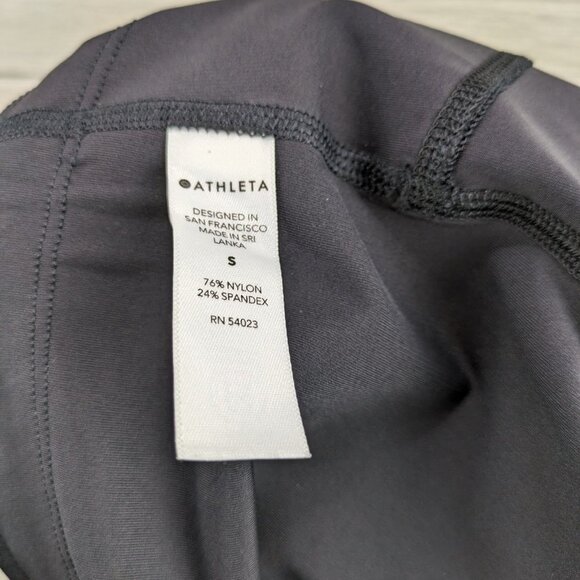 ATHLETA
DESIGNED IN
SAN FRANCISCO
MADE IN SRI
LANKA
S
76% NYLON
24% SPANDEX
RN 54023